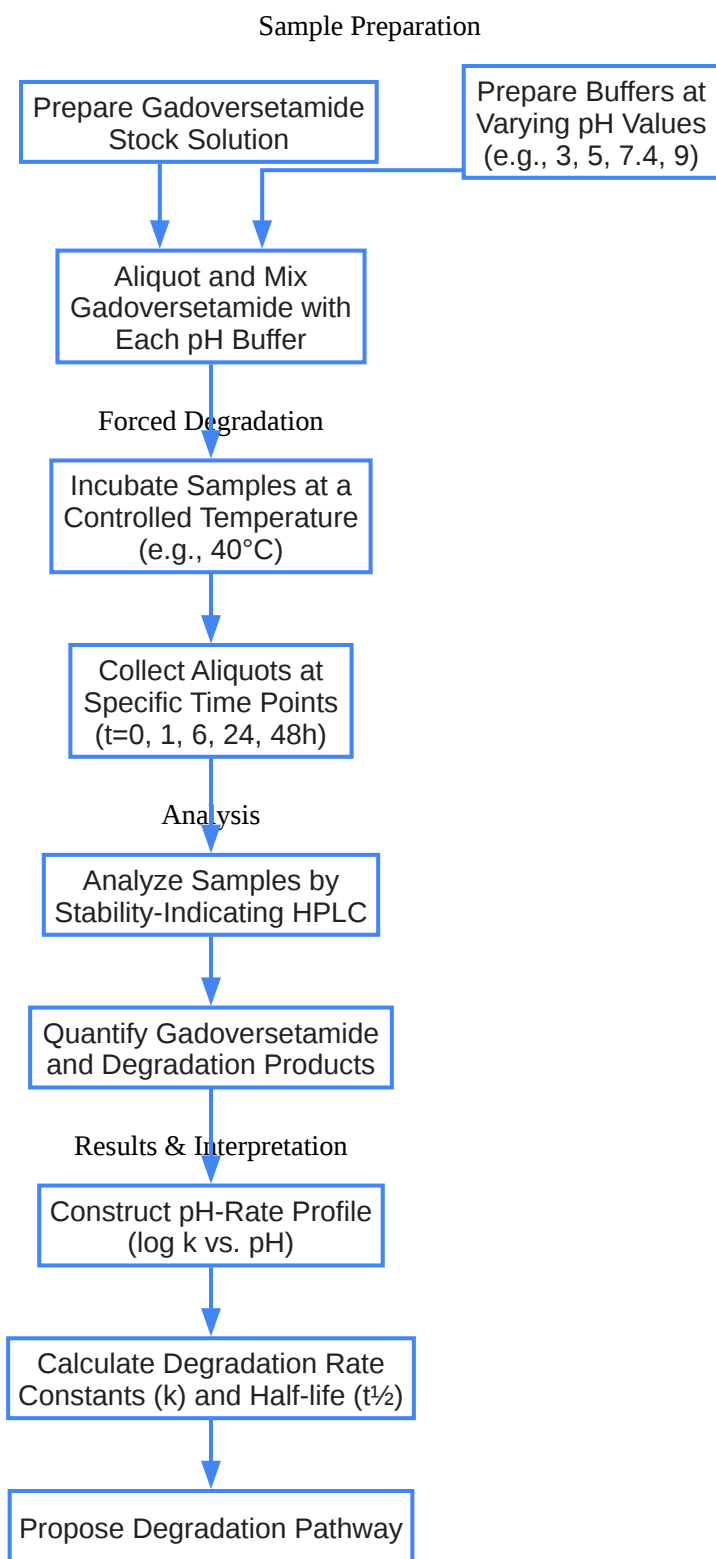 Sample Preparation
Prepare Gadoversetamide
Stock Solution
Prepare Buffers at
Varying pH Values
(e.g., 3, 5, 7.4, 9)
Aliquot and Mix
Gadoversetamide with
Each pH Buffer
Forced Degradation
Incubate Samples at a
Controlled Temperature
(e.g., 40°C)
Collect Aliquots at
Specific Time Points
(t=0, 1, 6, 24, 48h)
Analysis
Analyze Samples by
Stability-Indicating HPLC
Quantify Gadoversetamide
and Degradation Products
Results & Interpretation
Construct pH-Rate Profile
(log k vs. pH)
Calculate Degradation Rate
Constants (k) and Half-life (t½)
Propose Degradation Pathway